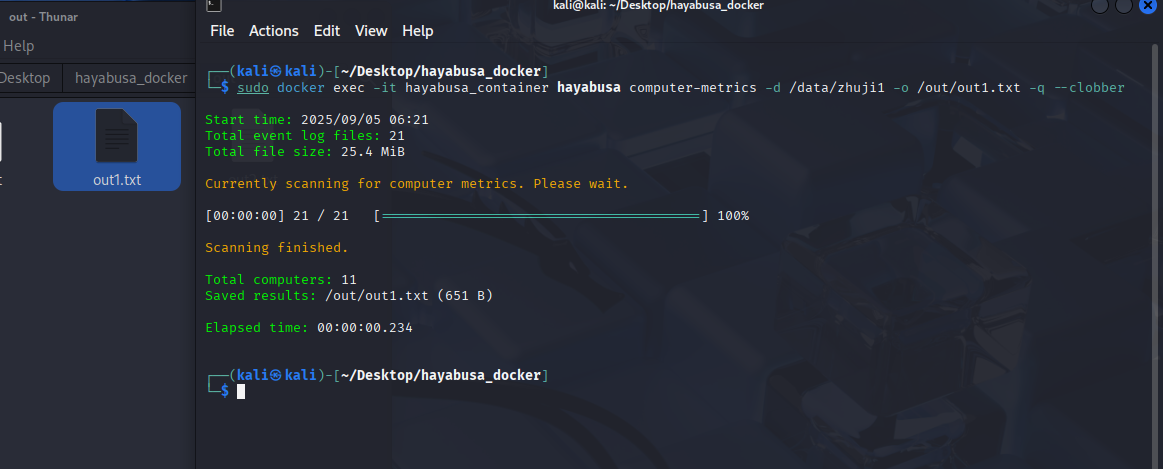 out - Thunar
Help
Desktop
hayabusa_docker
out1.txt
kali@kali: ~/Desktop/hayabusa_docker
File Actions Edit View Help
┌──(kali㉿kali)-[~/Desktop/hayabusa_docker]
└─$ sudo docker exec -it hayabusa_container hayabusa computer-metrics -d /data/zhuji1 -o /out/out1.txt -q --clobber
Start time: 2025/09/05 06:21
Total event log files: 21
Total file size: 25.4 MiB
Currently scanning for computer metrics. Please wait.
[00:00:00] 21 / 21 [════════════════════════════════════════] 100%
Scanning finished.
Total computers: 11
Saved results: /out/out1.txt (651 B)
Elapsed time: 00:00:00.234
┌──(kali㉿kali)-[~/Desktop/hayabusa_docker]
└─$